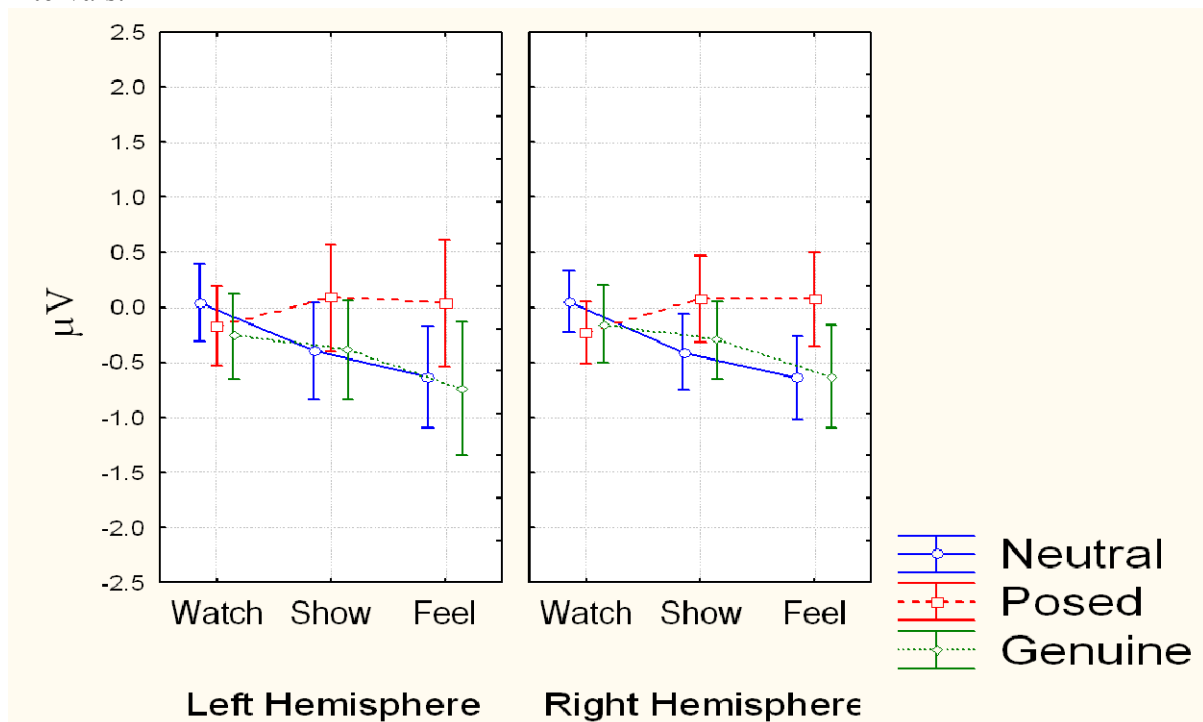 2.5
2.0
1.5
1.0
0.5
0.0
-0.5
-1.0
-1.5
-2.0
-2.5
µV
Watch Show Feel Watch Show Feel
Left Hemisphere Right Hemisphere
Neutral
Posed
Genuine